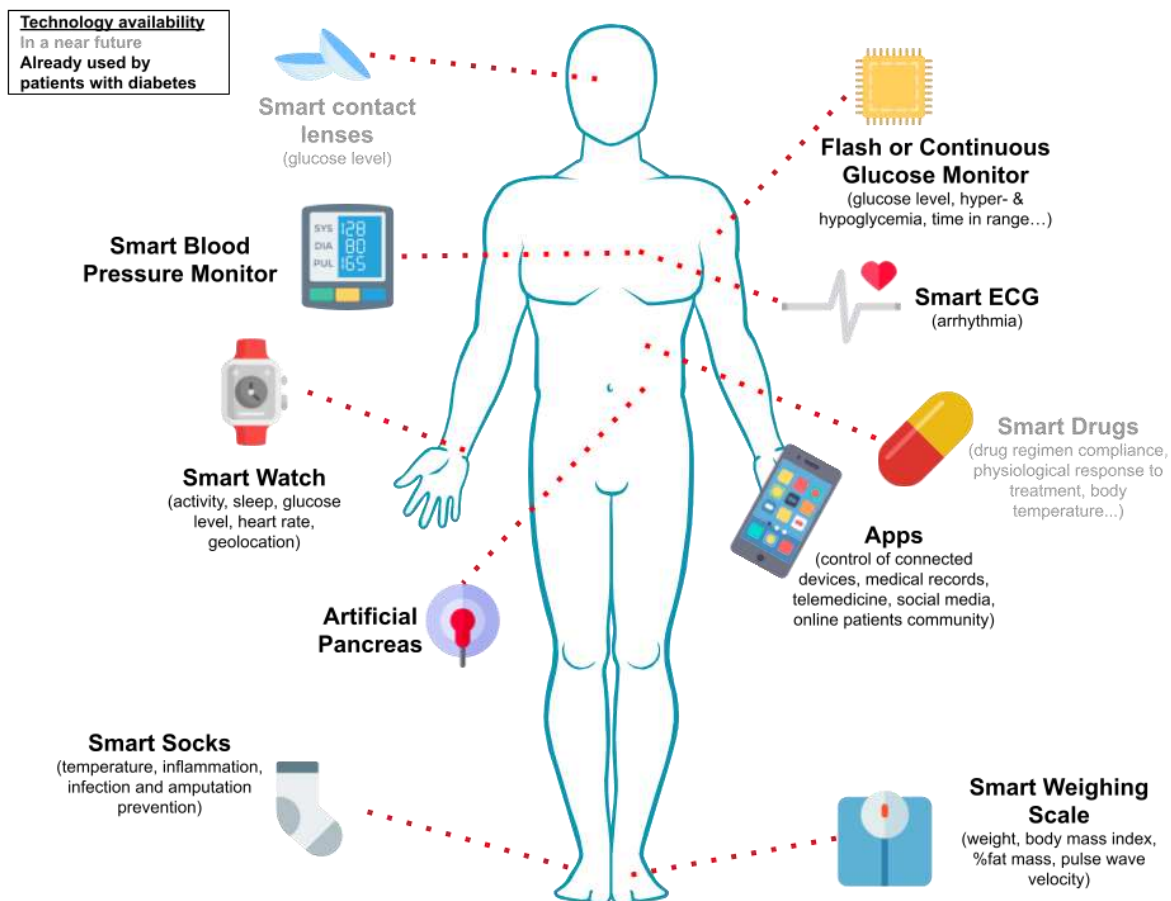 Technology availability
In a near future
Already used by
patients with diabetes
Smart contact
lenses
(glucose level)
Flash or Continuous
Glucose Monitor
(glucose level, hyper- &
hypoglycemia, time in range…)
Smart Blood
Pressure Monitor
SYS 128
DIA 80
PUL 165
Smart ECG
(arrhythmia)
Smart Watch
(activity, sleep, glucose
level, heart rate,
geolocation)
Smart Drugs
(drug regimen compliance,
physiological response to
treatment, body
temperature...)
Apps
(control of connected
devices, medical records,
telemedicine, social media,
online patients community)
Artificial
Pancreas
Smart Socks
(temperature, inflammation,
infection and amputation
prevention)
Smart Weighing
Scale
(weight, body mass index,
%fat mass, pulse wave
velocity)